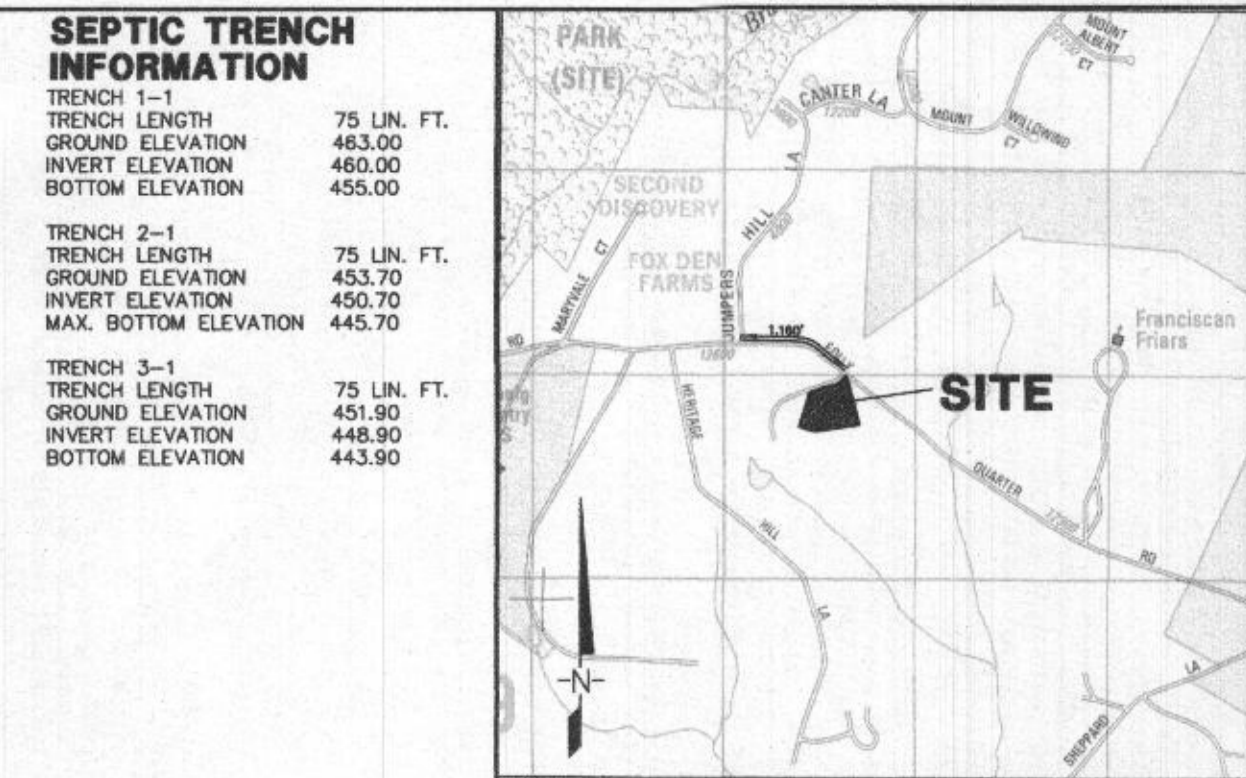 SEPTIC TRENCH
INFORMATION
TRENCH 1-1
TRENCH LENGTH 75 LIN. FT.
GROUND ELEVATION 463.00
INVERT ELEVATION 460.00
BOTTOM ELEVATION 455.00
TRENCH 2-1
TRENCH LENGTH 75 LIN. FT.
GROUND ELEVATION 453.70
INVERT ELEVATION 450.70
MAX. BOTTOM ELEVATION 445.70
TRENCH 3-1
TRENCH LENGTH 75 LIN. FT.
GROUND ELEVATION 451.90
INVERT ELEVATION 448.90
BOTTOM ELEVATION 443.90
PARK
(SITE)
MOUNT
ALBERT
CT
CANTER LA
12200
MOUNT
WILLOWIND
CT
SECOND
DISCOVERY
FOX DEN
FARMS
MARYVALE CT
JUMPERS
HILL
LA
RD
12600
1,160'
FOLLY
Franciscan
Friars
SITE
HERITAGE
HILL
LA
QUARTER
RD
N
SHEPPARD
LA